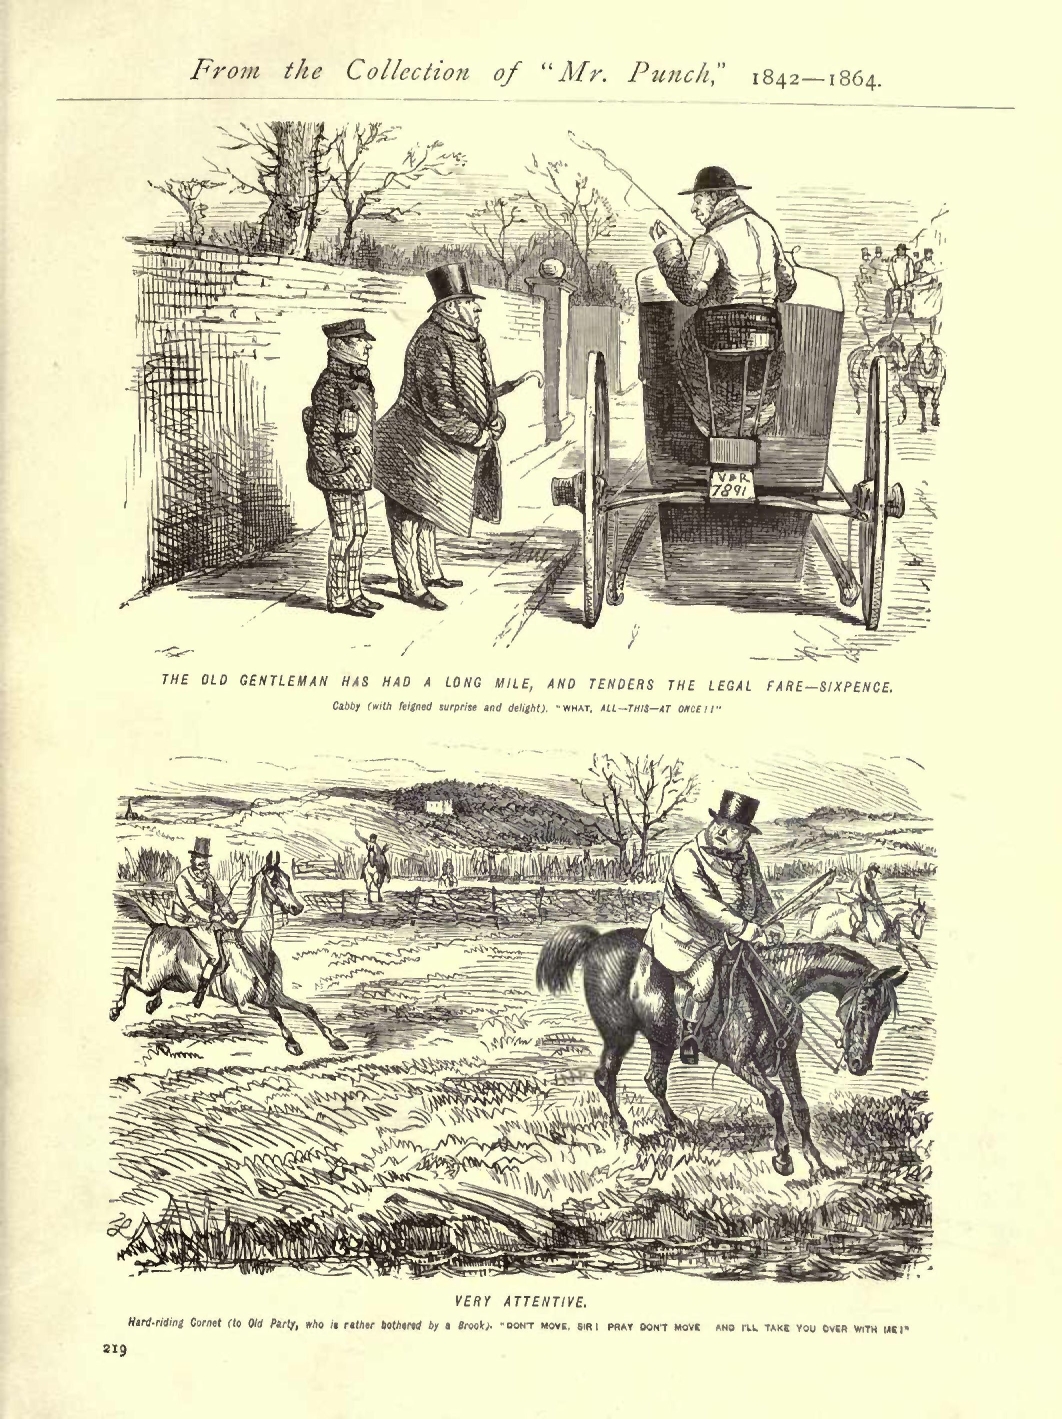 From the Collection of "Mr. Punch," 1842—1864.
V R
7891
THE OLD GENTLEMAN HAS HAD A LONG MILE, AND TENDERS THE LEGAL FARE—SIXPENCE.
Cabby (with feigned surprise and delight). "WHAT, ALL—THIS—AT ONCE!!"
VERY ATTENTIVE.
Hard-riding Cornet (to Old Party, who is rather bothered by a Brook). "DON'T MOVE, SIR! PRAY DON'T MOVE AND I'LL TAKE YOU OVER WITH ME!"
219